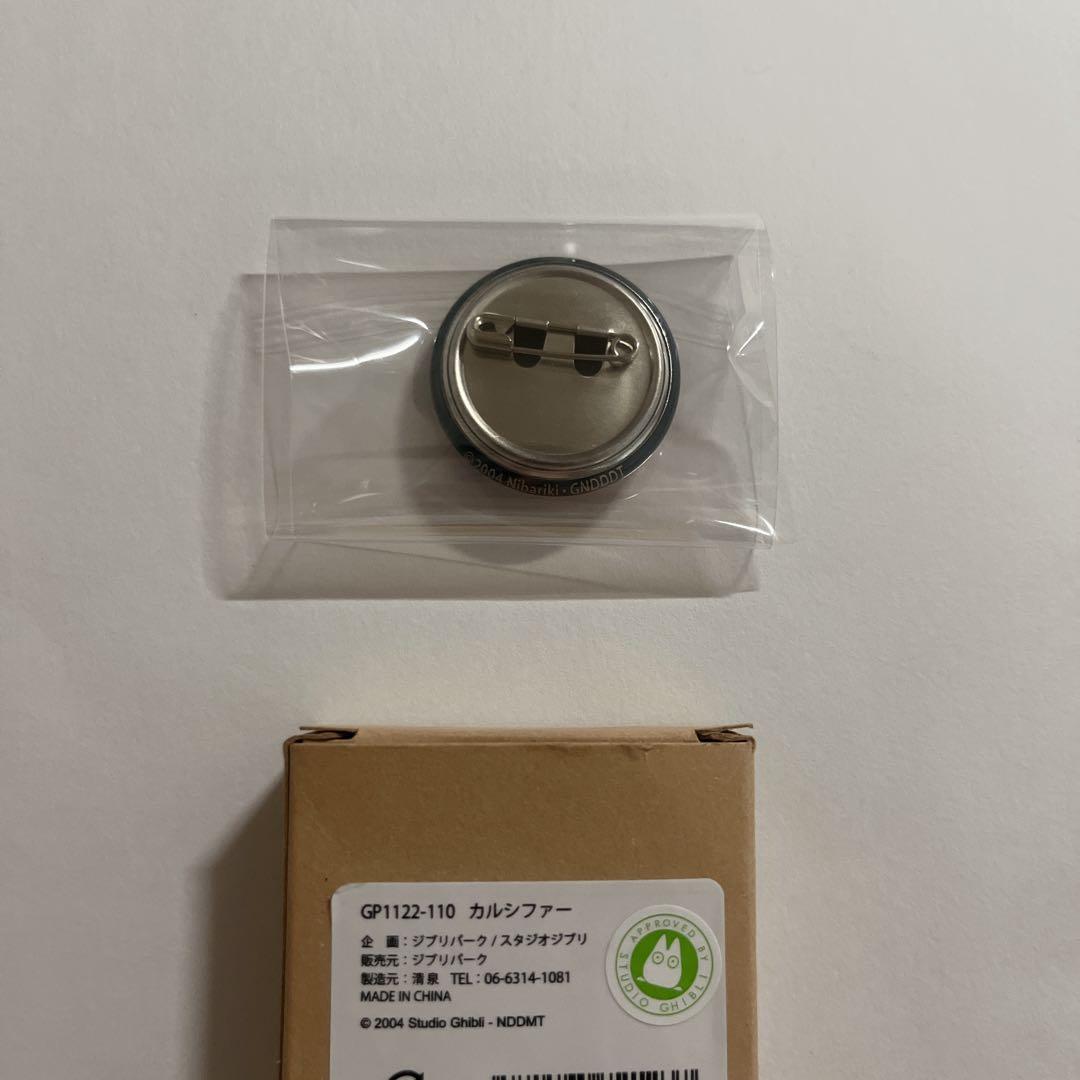 ©2004 Nibariki・GNDDDT
GP1122-110 カルシファー
企 画：ジブリパーク / スタジオジブリ
販売元：ジブリパーク
製造元：清 泉 TEL：06-6314-1081
MADE IN CHINA
© 2004 Studio Ghibli - NDDMT
APPROVED BY
STUDIO GHIBLI